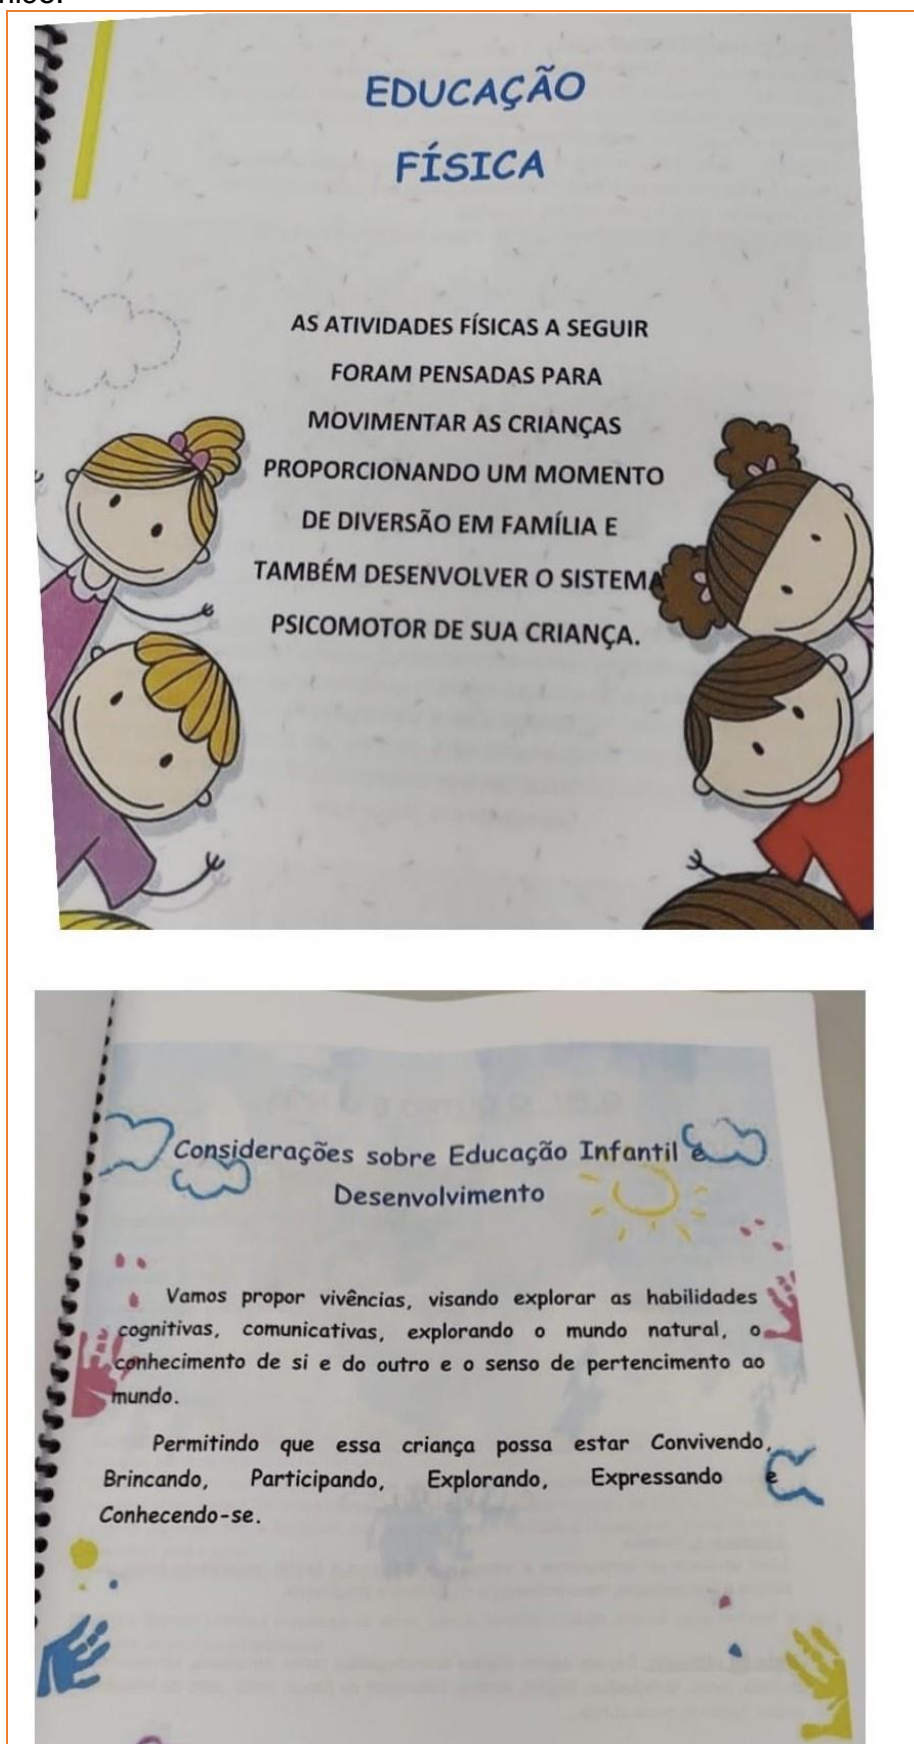 EDUCAÇÃO
FÍSICA
AS ATIVIDADES FÍSICAS A SEGUIR
FORAM PENSADAS PARA
MOVIMENTAR AS CRIANÇAS
PROPORCIONANDO UM MOMENTO
DE DIVERSÃO EM FAMÍLIA E
TAMBÉM DESENVOLVER O SISTEMA
PSICOMOTOR DE SUA CRIANÇA.
Considerações sobre Educação Infantil e
Desenvolvimento
Vamos propor vivências, visando explorar as habilidades
cognitivas, comunicativas, explorando o mundo natural, o
conhecimento de si e do outro e o senso de pertencimento ao
mundo.
Permitindo que essa criança possa estar Convivendo,
Brincando, Participando, Explorando, Expressando e
Conhecendo-se.